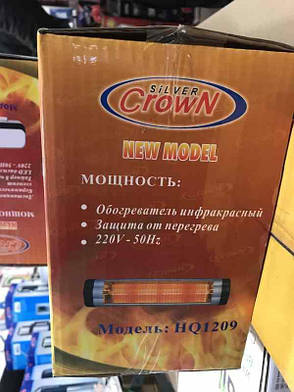 SILVER
CROWN
NEW MODEL
МОЩНОСТЬ:
• Обогреватель инфракрасный
• Защита от перегрева
• 220V - 50Hz
Модель: HQ1209